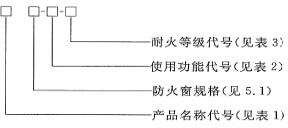 耐火等级代号(见表 3)
使用功能代号(见表 2)
防火窗规格(见 5.1)
产品名称代号(见表 1)